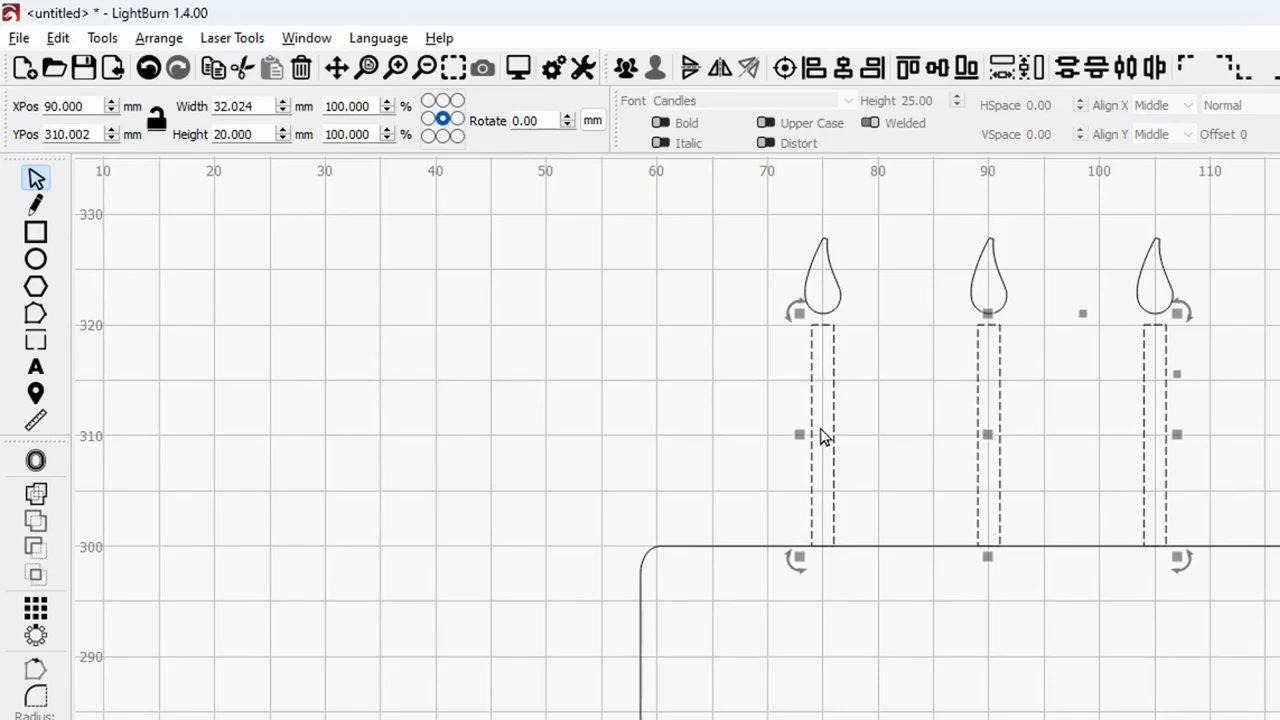 <untitled> * - LightBurn 1.4.00
File Edit Tools Arrange Laser Tools Window Language Help
XPos 90.000 mm Width 32.024 mm 100.000 % Rotate 0.00 mm Font Candles Height 25.00 HSpace 0.00 Align X Middle Normal
YPos 310.002 mm Height 20.000 mm 100.000 % Bold Upper Case Welded VSpace 0.00 Align Y Middle Offset 0
Italic Distort
10 20 30 40 50 60 70 80 90 100 110
330
320
310
300
290
A
Radius: